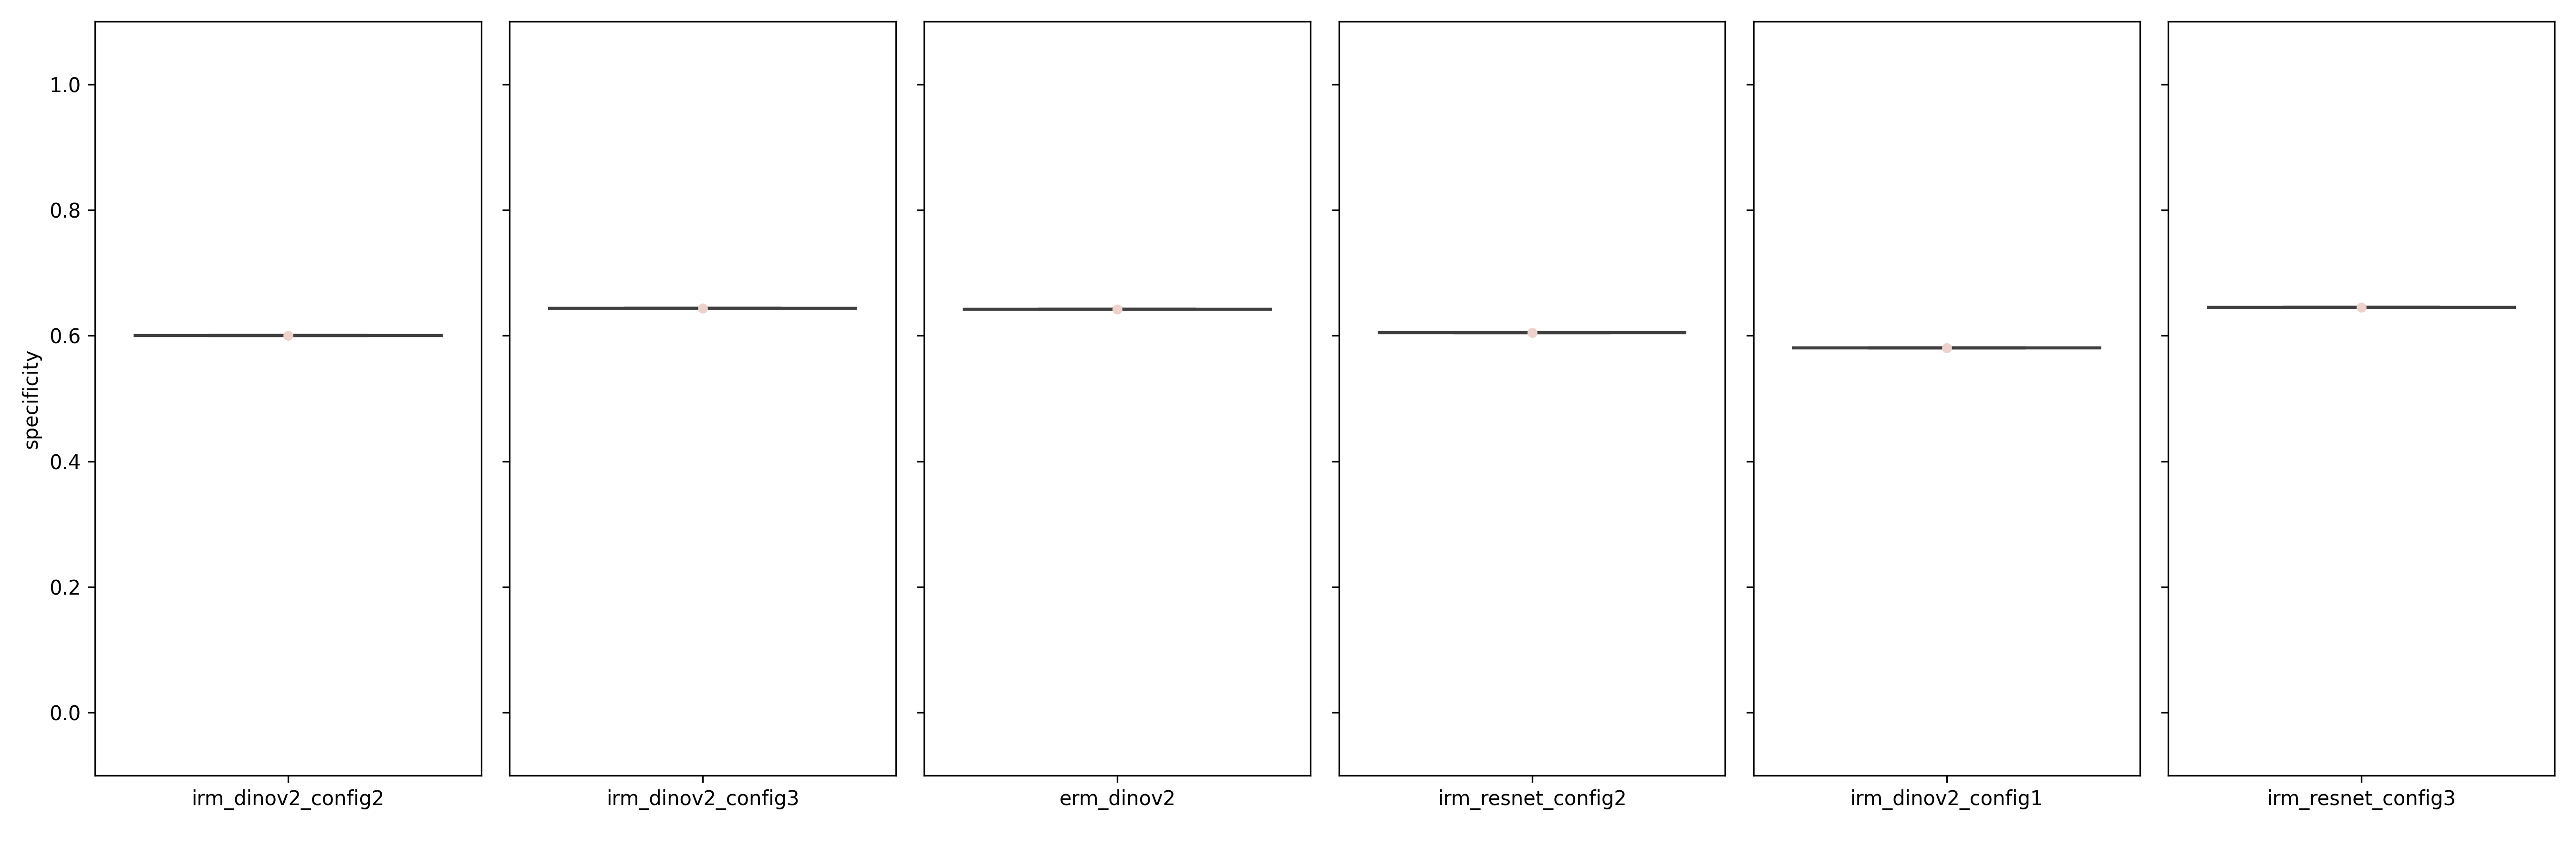 specificity
1.0
0.8
0.6
0.4
0.2
0.0
irm_dinov2_config2
irm_dinov2_config3
erm_dinov2
irm_resnet_config2
irm_dinov2_config1
irm_resnet_config3